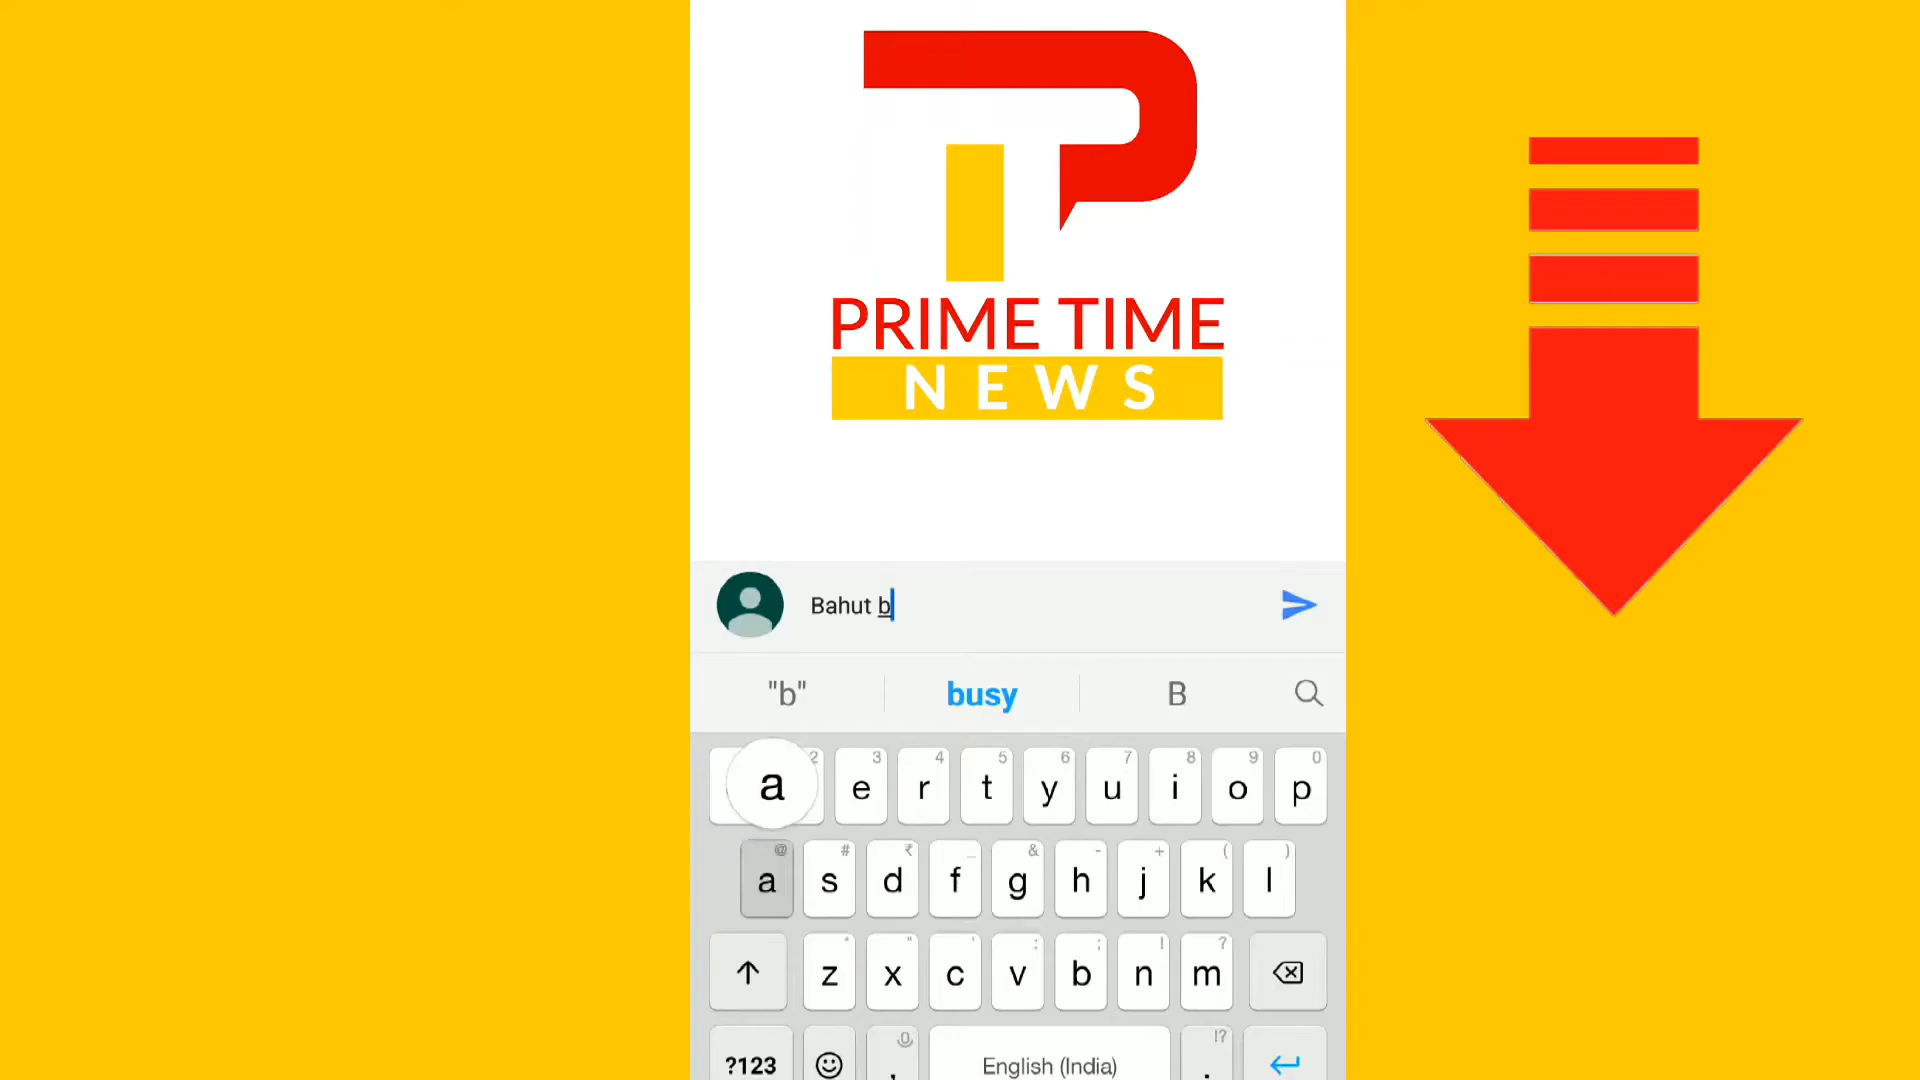 PRIME TIME
NEWS
Bahut b
"b" busy B
a 2 e 3 r 4 t 5 y 6 u 7 i 8 o 9 p 0
a @ s # d ₹ f _ g & h - j + k ( l )
z * x " c ' v : b ; n ! m ?
?123 , English (India) . !?